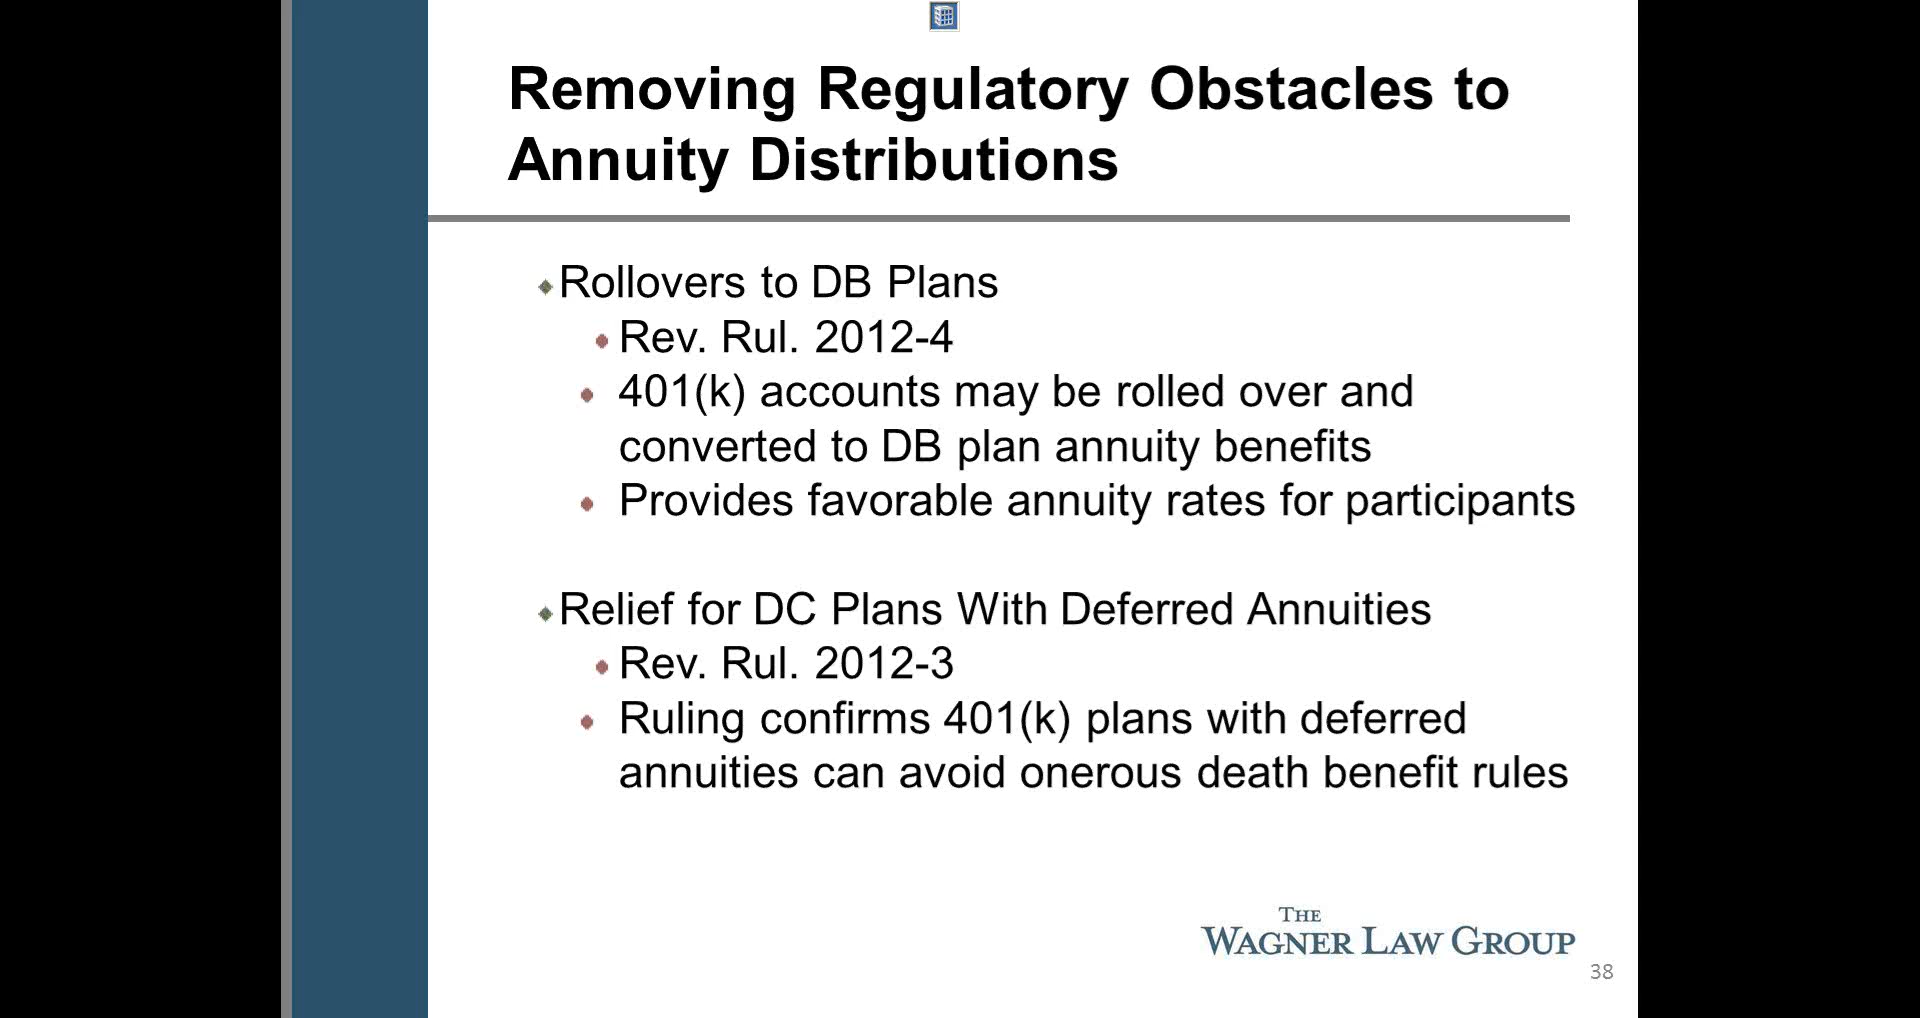 Removing Regulatory Obstacles to
Annuity Distributions
Rollovers to DB Plans
Rev. Rul. 2012-4
401(k) accounts may be rolled over and
converted to DB plan annuity benefits
Provides favorable annuity rates for participants
Relief for DC Plans With Deferred Annuities
Rev. Rul. 2012-3
Ruling confirms 401(k) plans with deferred
annuities can avoid onerous death benefit rules
THE
WAGNER LAW GROUP
38